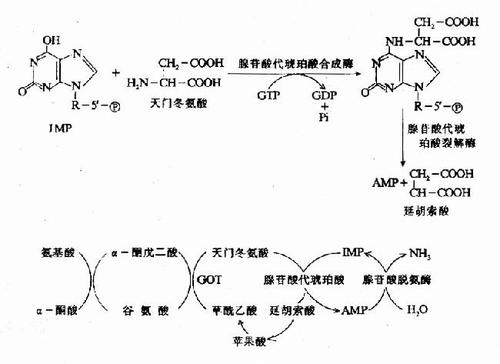 H₂C—COOH
OH
NH—CH—COOH
N
N
H₂C—COOH
腺苷酸代琥珀酸合成酶
N
N
+
H₂N—CH—COOH
O
N
N
GTP
GDP
O
N
N
R—5'—Ⓟ
天门冬氨酸
+
Pi
R—5'—Ⓟ
IMP
腺苷酸代琥
珀酸裂解酶
AMP+
CH—COOH
CH—COOH
延胡索酸
氨基酸
α-酮戊二酸
天门冬氨酸
IMP
NH₃
GOT
腺苷酸代琥珀酸
腺苷酸脱氨酶
α-酮酸
谷氨酸
草酰乙酸
延胡索酸
AMP
H₂O
苹果酸